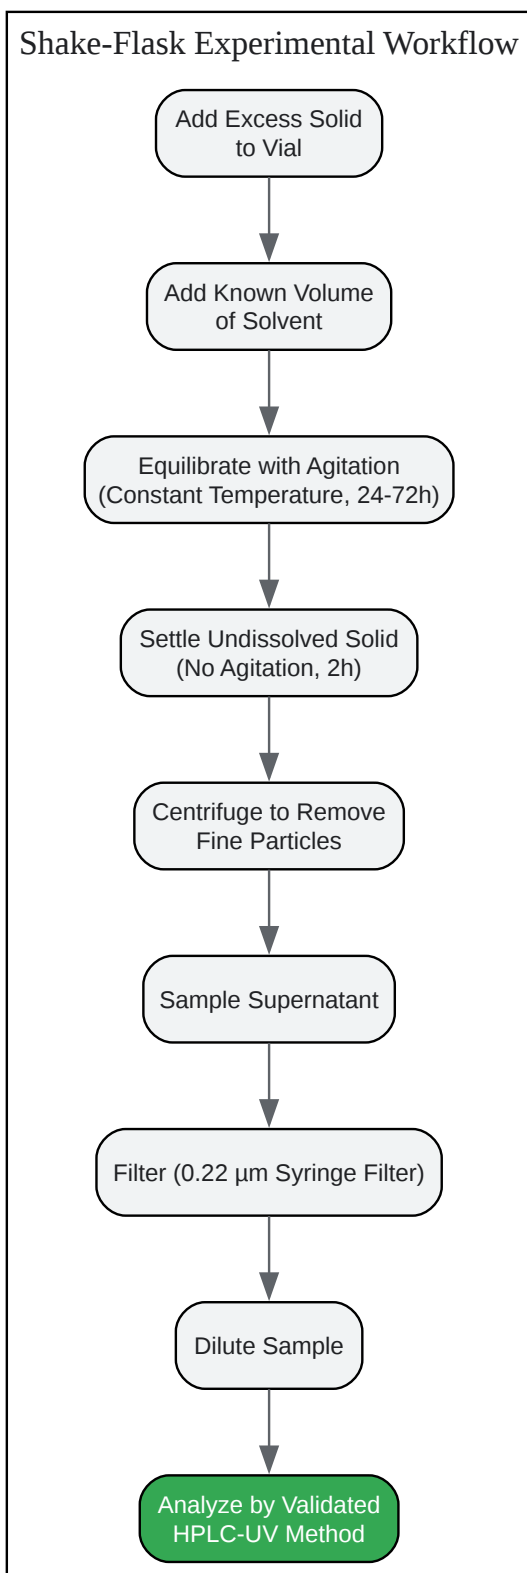 Shake-Flask Experimental Workflow
Add Excess Solid
to Vial
Add Known Volume
of Solvent
Equilibrate with Agitation
(Constant Temperature, 24-72h)
Settle Undissolved Solid
(No Agitation, 2h)
Centrifuge to Remove
Fine Particles
Sample Supernatant
Filter (0.22 µm Syringe Filter)
Dilute Sample
Analyze by Validated
HPLC-UV Method